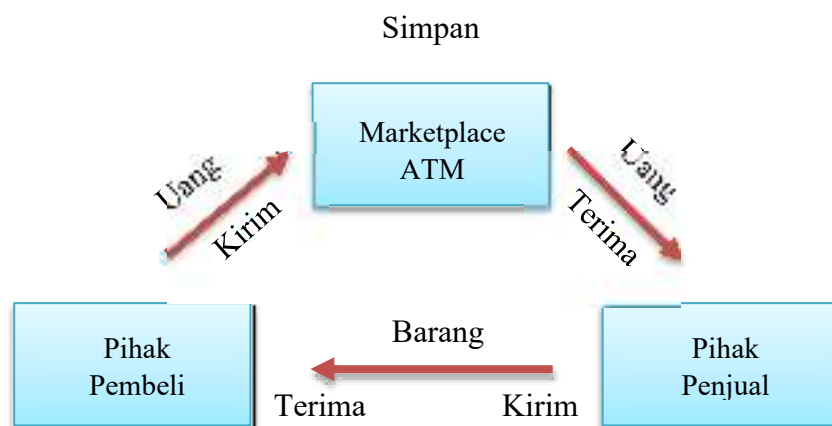 Simpan
Marketplace
ATM
Uang
Kirim
Uang
Terima
Barang
Terima
Kirim
Pihak
Pembeli
Pihak
Penjual